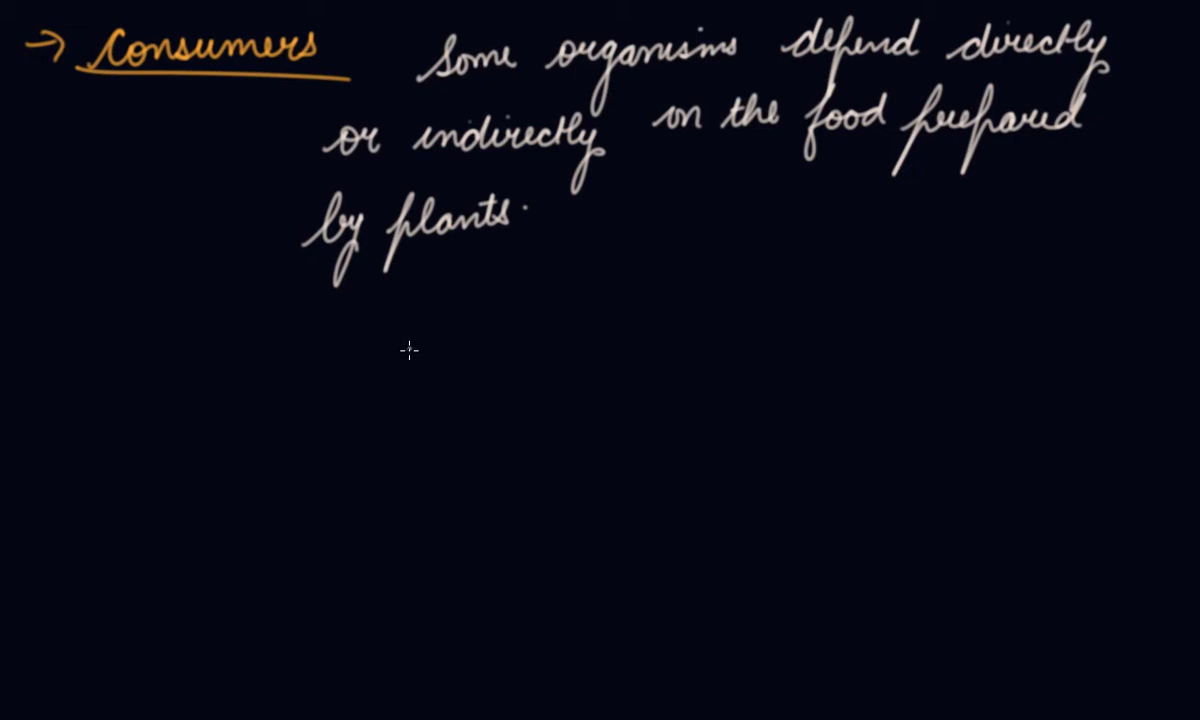 → Consumers Some organisms depend directly
or indirectly on the food prepared
by plants.